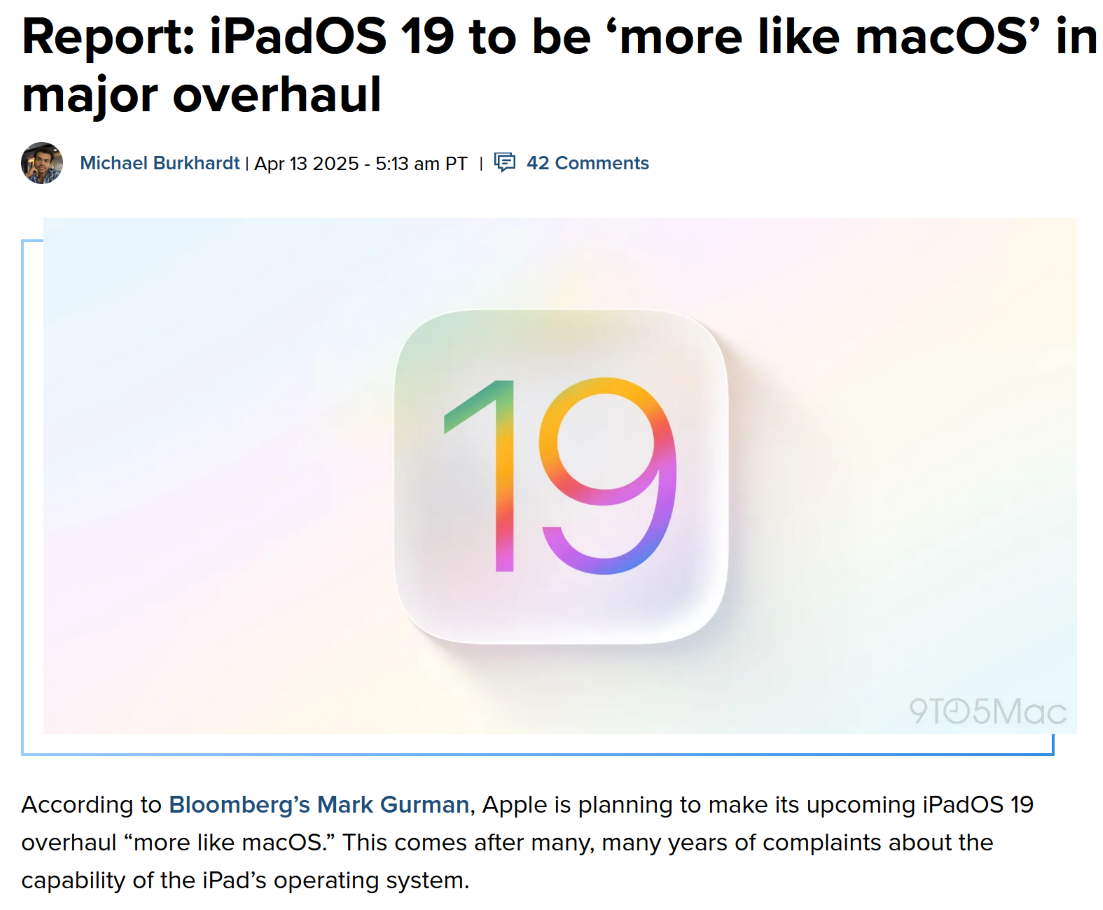 Report: iPadOS 19 to be ‘more like macOS’ in
major overhaul
Michael Burkhardt | Apr 13 2025 - 5:13 am PT | 42 Comments
19
9TO5Mac
According to Bloomberg’s Mark Gurman, Apple is planning to make its upcoming iPadOS 19
overhaul “more like macOS.” This comes after many, many years of complaints about the
capability of the iPad’s operating system.